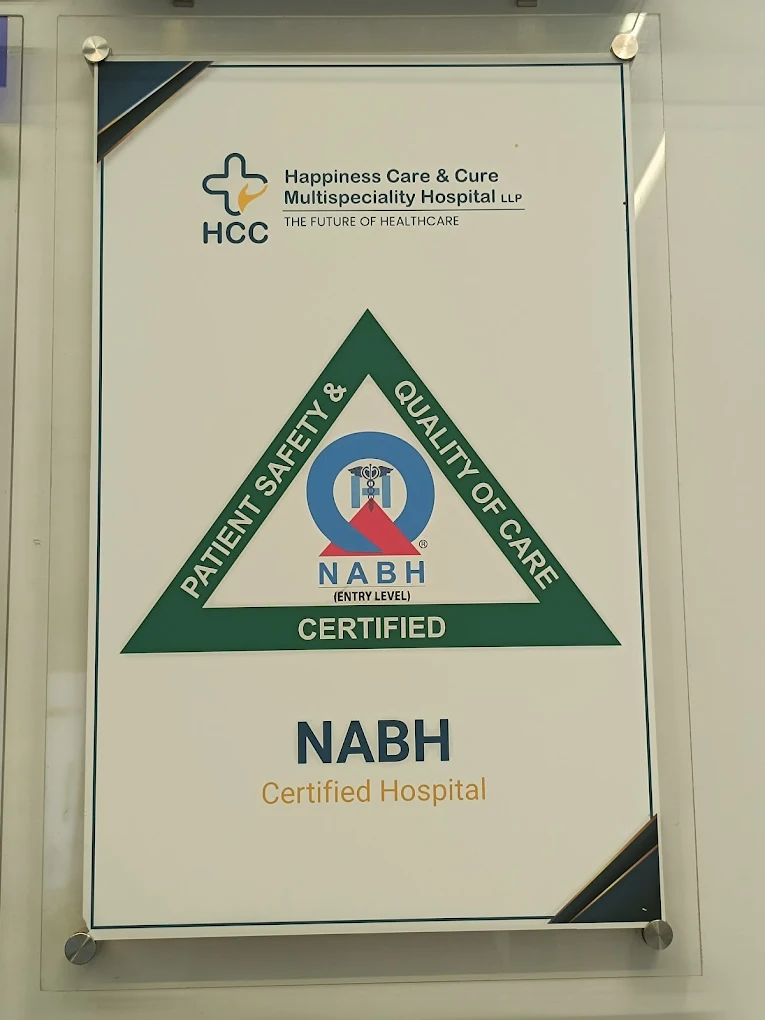 HCC
Happiness Care & Cure
Multispeciality Hospital LLP
THE FUTURE OF HEALTHCARE
PATIENT SAFETY &
QUALITY OF CARE
H
®
NABH
(ENTRY LEVEL)
CERTIFIED
NABH
Certified Hospital